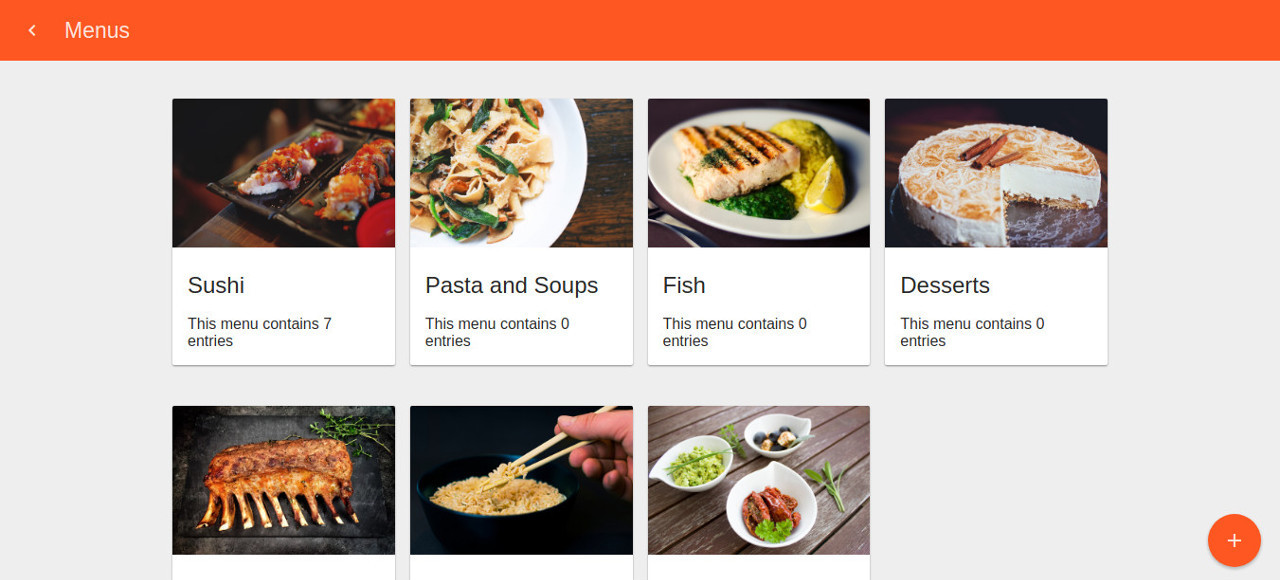 Menus
Sushi
This menu contains 7
entries
Pasta and Soups
This menu contains 0
entries
Fish
This menu contains 0
entries
Desserts
This menu contains 0
entries